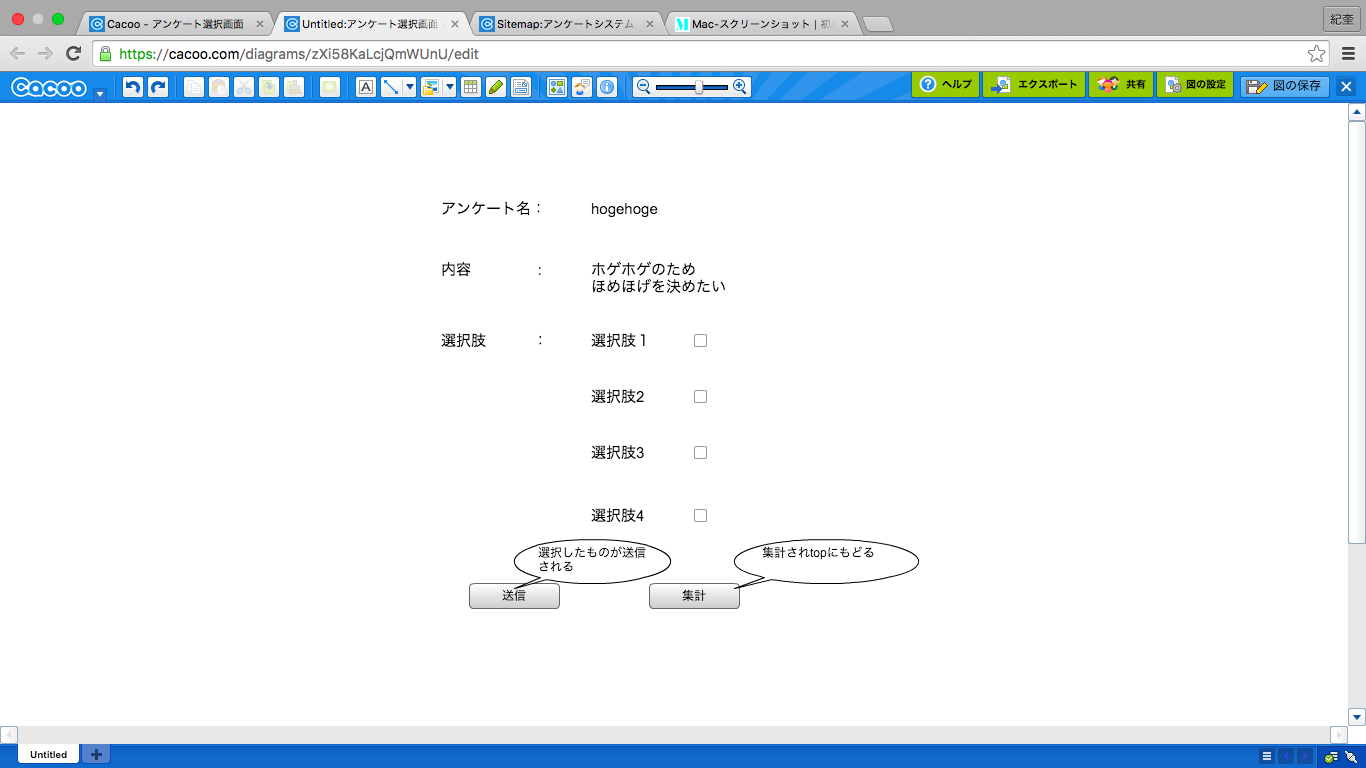 Cacoo - アンケート選択画面
Untitled:アンケート選択画面
Sitemap:アンケートシステム
Mac-スクリーンショット | 初
紀奎
https://cacoo.com/diagrams/zXi58KaLcjQmWUnU/edit
Cacoo
A
ヘルプ
エクスポート
共有
図の設定
図の保存
アンケート名： hogehoge
内容 : ホゲホゲのため
ほめほげを決めたい
選択肢 : 選択肢１
選択肢2
選択肢3
選択肢4
選択したものが送信
される
集計されtopにもどる
送信 集計
Untitled